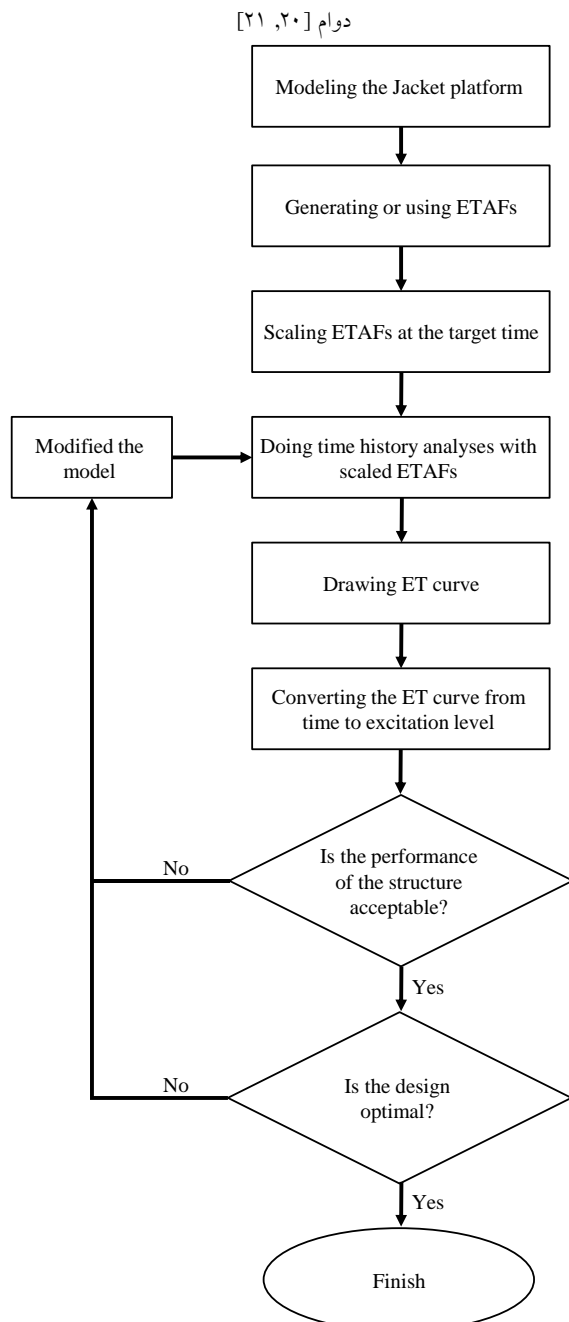 دوام [۲۰, ۲۱]
Modeling the Jacket platform
Generating or using ETAFs
Scaling ETAFs at the target time
Modified the
model
Doing time history analyses with
scaled ETAFs
Drawing ET curve
Converting the ET curve from
time to excitation level
Is the performance
of the structure
acceptable?
No
Yes
Is the design
optimal?
No
Yes
Finish